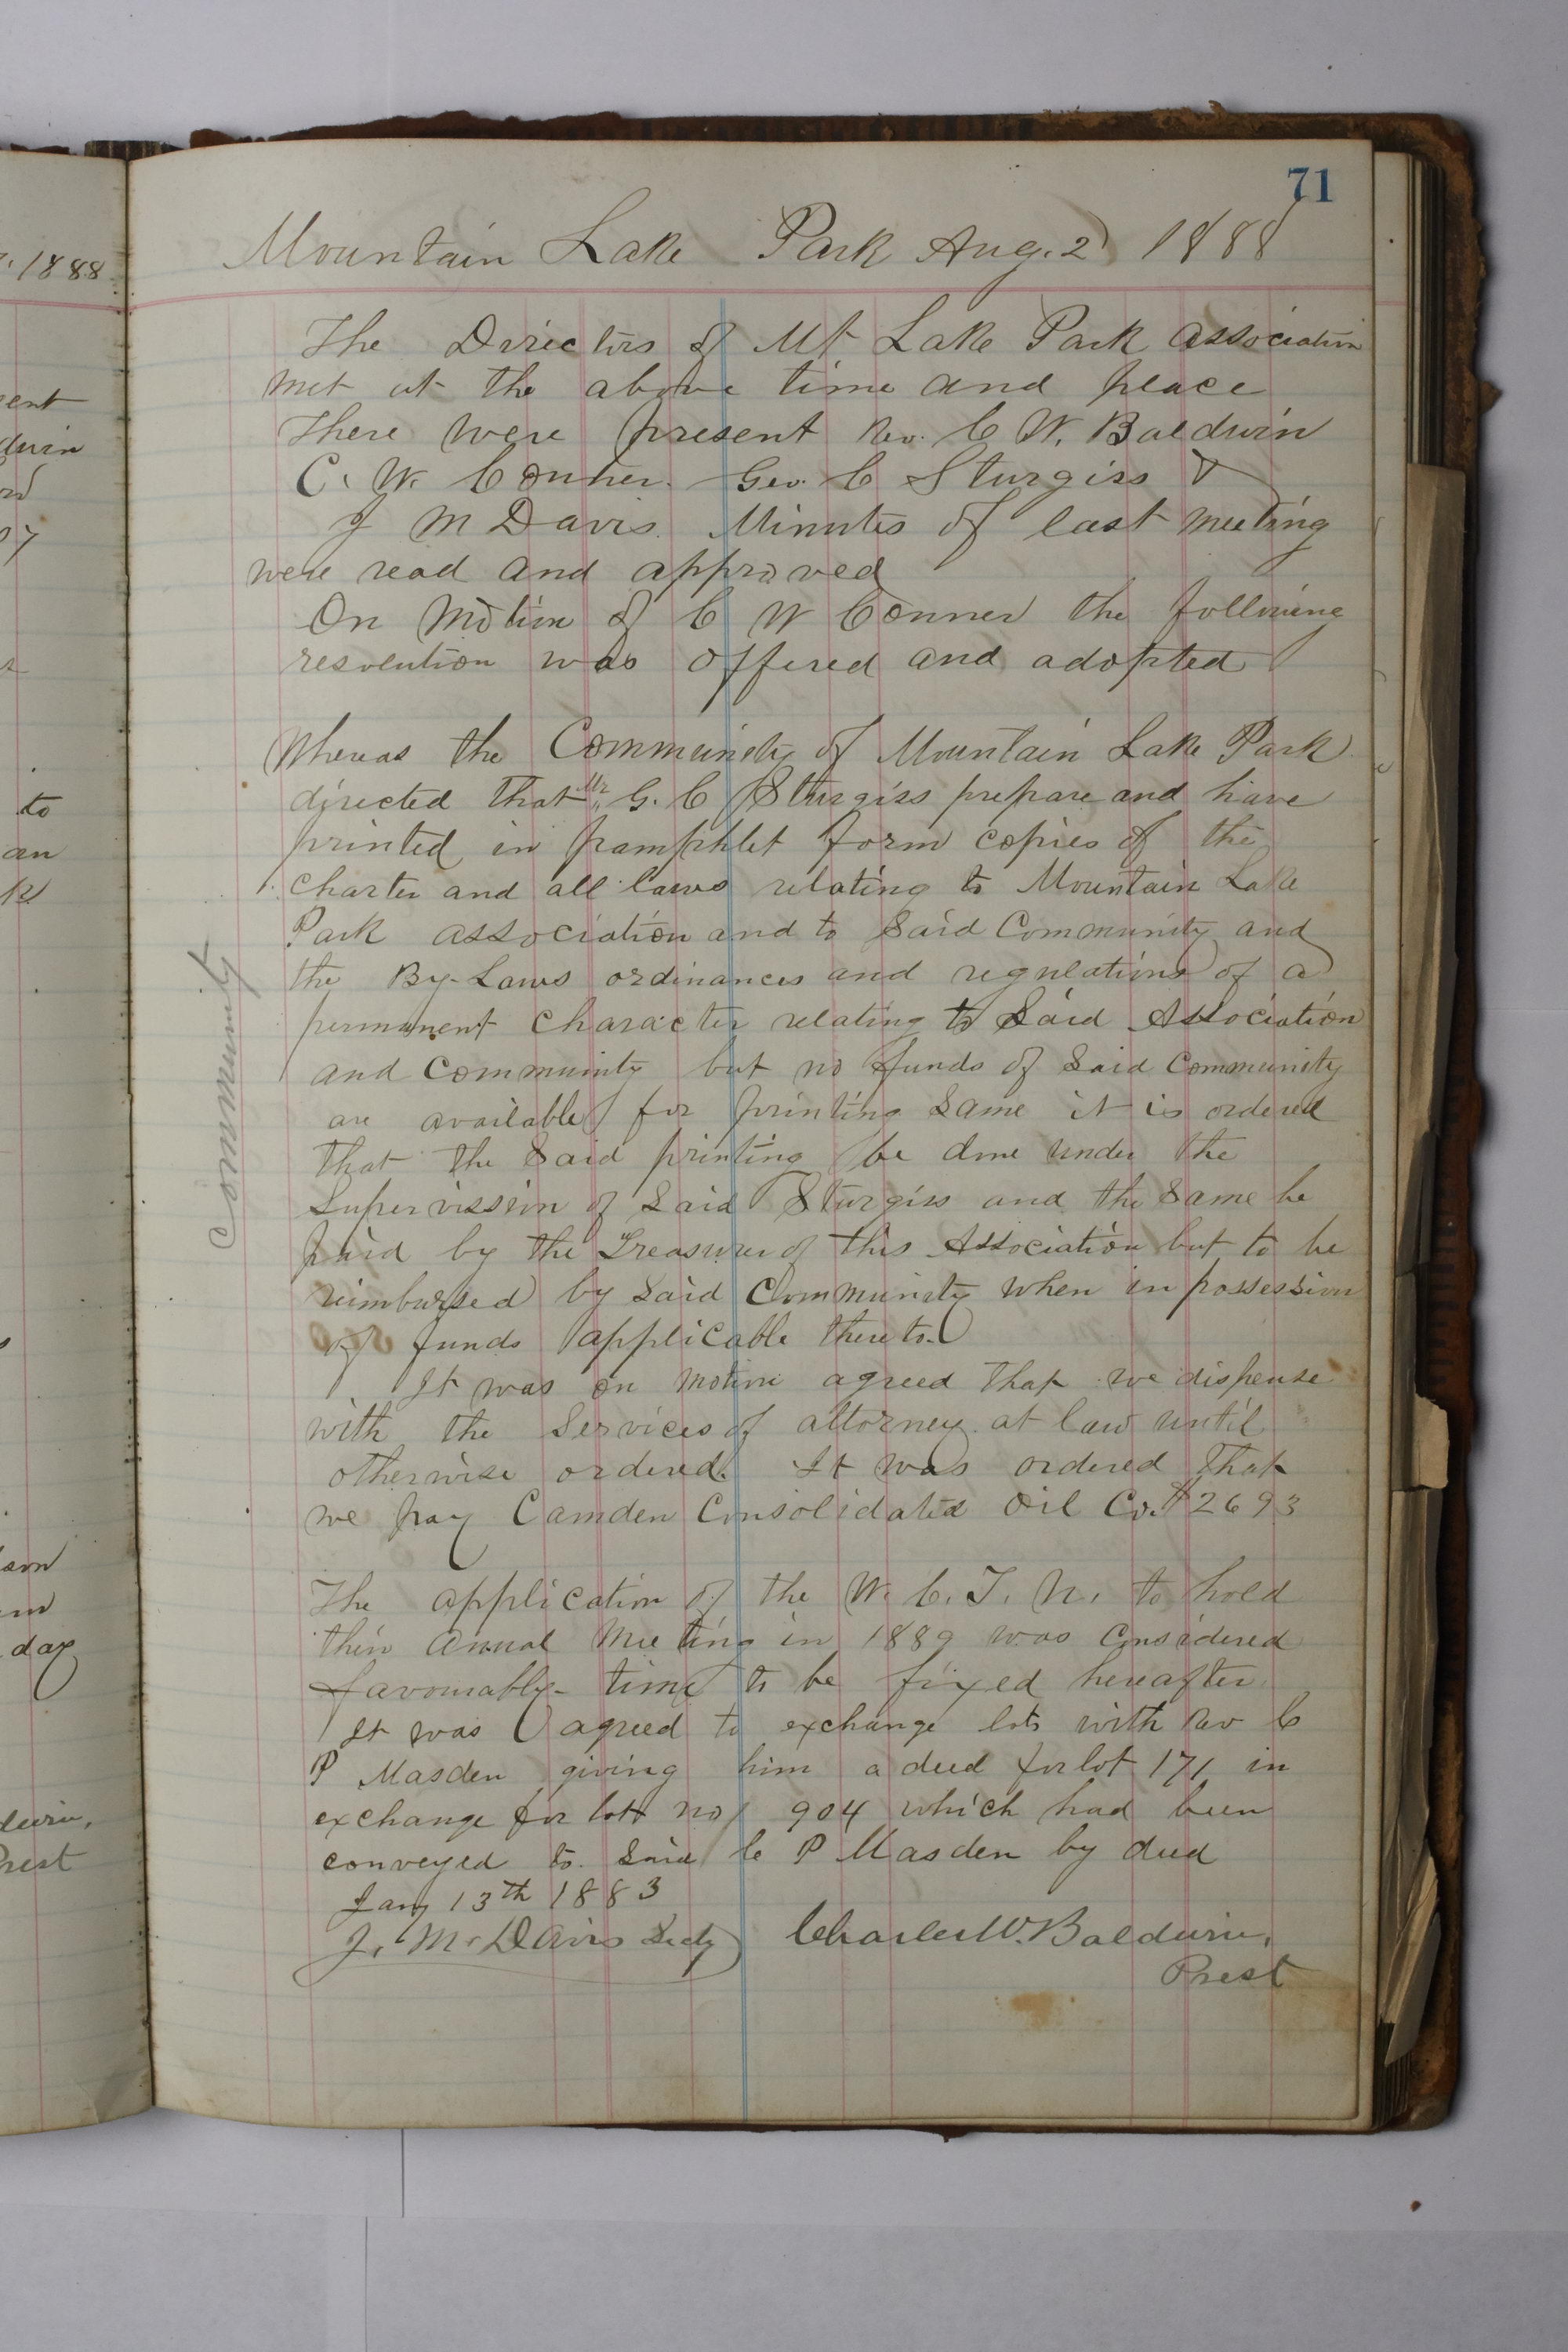 71
Mountain Lake Park Aug. 2 1888
The Directors of Mt Lake Park Association
met at the above time and place
There were present Rev. C W. Baldwin
C. W. Conner. Geo. C Sturgiss &
J M Davis. Minutes of last meeting
were read and approved
On motion of C W Conner the following
resolution was offered and adopted
Whereas the Community of Mountain Lake Park
directed that Mr G. C Sturgiss prepare and have
printed in pamphlet form copies of the
charter and all laws relating to Mountain Lake
Park association and to Said Community and
the By-Laws ordinances and regulations of a
permanent character relating to Said Association
and Community but no funds of Said Community
are available for printing Same it is ordered
that the Said printing be done under the
Supervission of Said Sturgiss and the Same be
paid by the Treasurer of this Association but to be
reimbursed by Said Community when in possession
of funds applicable thereto.
It was on motion agreed that we dispense
with the Services of attorney at law until
otherwise ordered. It was ordered that
we pay Camden Consolidated Oil Co. $2693
The application of the W. C. T. U. to hold
their Annual Meeting in 1889 was Considered
favourably - time to be fixed hereafter
It was agreed to exchange lots with Rev C
P Masden giving him a deed for lot 171 in
exchange for lot no 904 which had been
conveyed to Said C P Masden by deed
Jany 13th 1883
J. M. Davis Secty Charles W. Baldwin,
Prest
Community
1888
ent
dwin
to
an
day
Prest